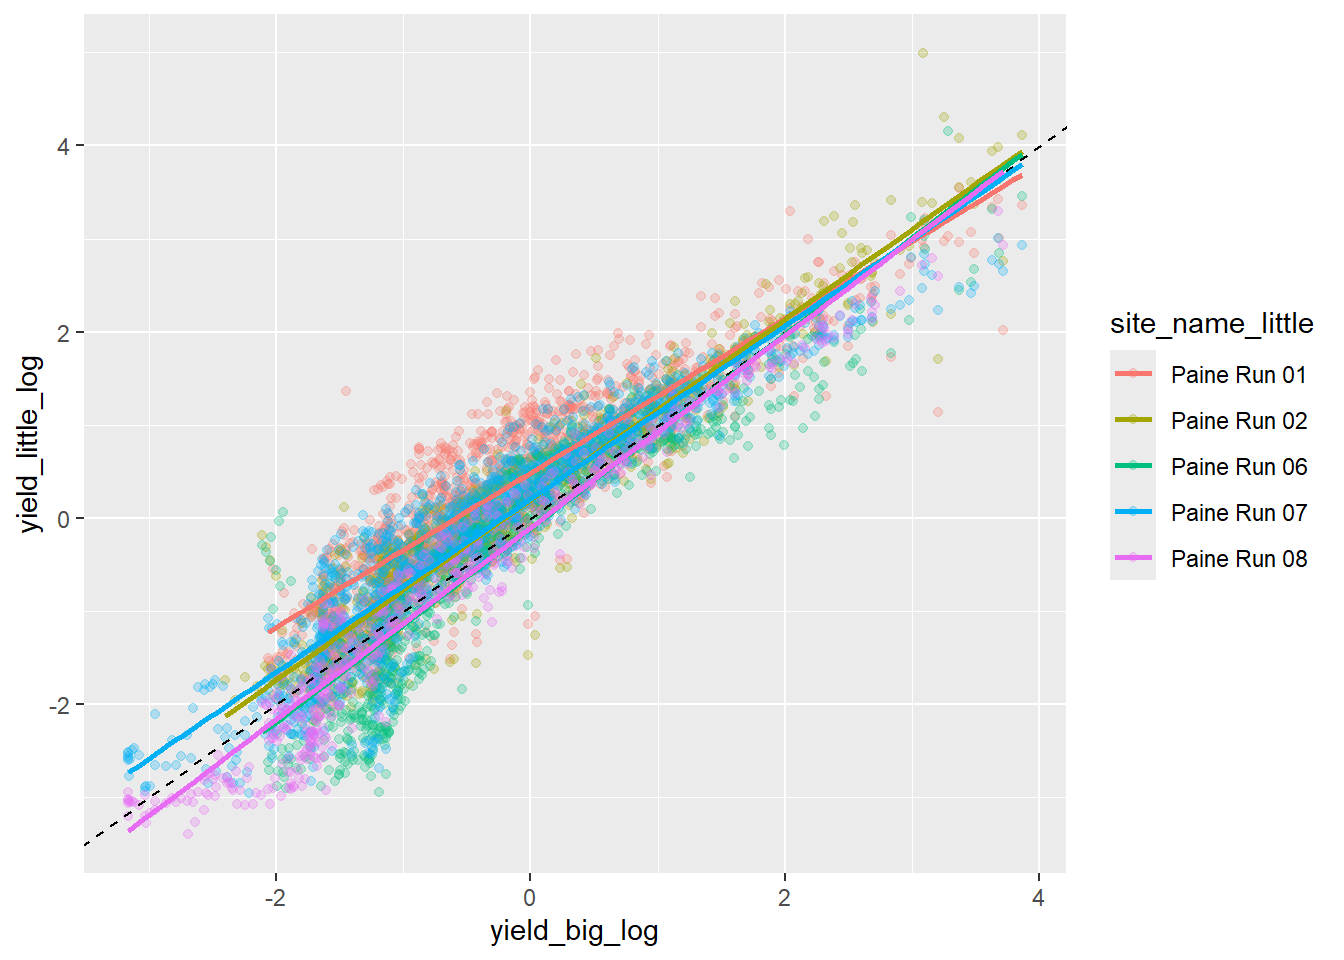 yield_little_log
4
2
0
-2
-2
0
2
4
yield_big_log
site_name_little
Paine Run 01
Paine Run 02
Paine Run 06
Paine Run 07
Paine Run 08